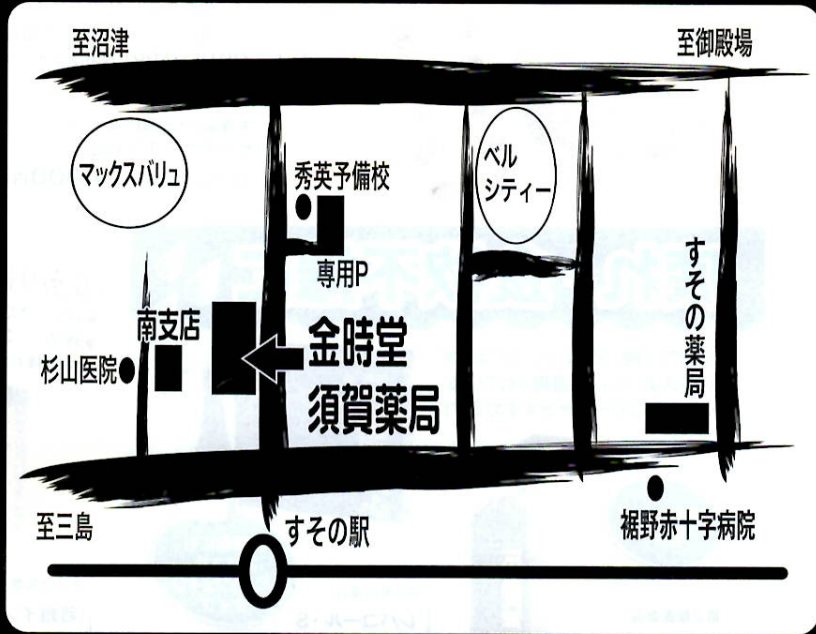 至沼津
至御殿場
マックスバリュ
秀英予備校
ベル
シティー
専用P
すその薬局
南支店
杉山医院
金時堂
須賀薬局
至三島
すその駅
裾野赤十字病院